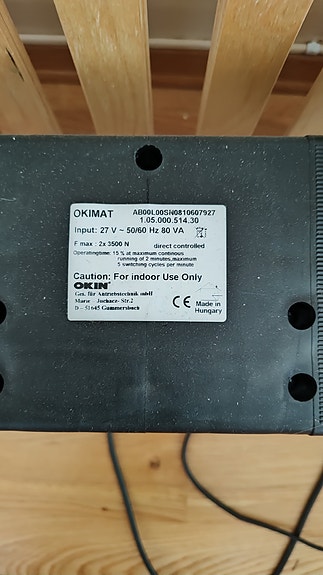 OKIMAT AB00L00SN0810607927
1.05.000.514.30
Input: 27 V ~ 50/60 Hz 80 VA
F max : 2x 3500 N direct controlled
Operatingtime: 15 % at maximum continous
running of 2 minutes,maximum
5 switching cycles per minute
Caution: For indoor Use Only
OKIN
Ges. für Antriebstechnik mbH
Marie - Juchacz- Str.2
D – 51645 Gummersbach
CE Made in
Hungary